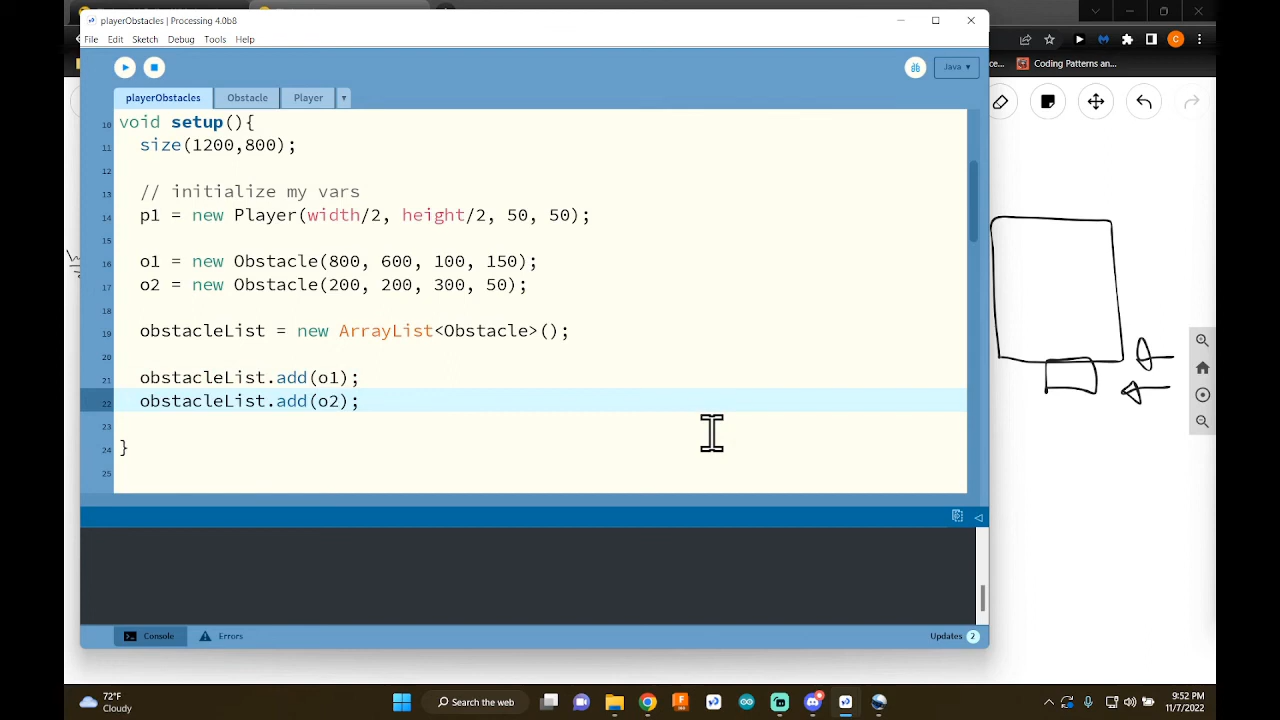 playerObstacles | Processing 4.0b8
File Edit Sketch Debug Tools Help
Java ▾
playerObstacles Obstacle Player ▾
10 void setup(){
11 size(1200,800);
12
13 // initialize my vars
14 p1 = new Player(width/2, height/2, 50, 50);
15
16 o1 = new Obstacle(800, 600, 100, 150);
17 o2 = new Obstacle(200, 200, 300, 50);
18
19 obstacleList = new ArrayList<Obstacle>();
20
21 obstacleList.add(o1);
22 obstacleList.add(o2);
23
24 }
25
Console Errors Updates 2
C
ce... Coding Patterns an
72°F
Cloudy
Search the web
9:52 PM
11/7/2022